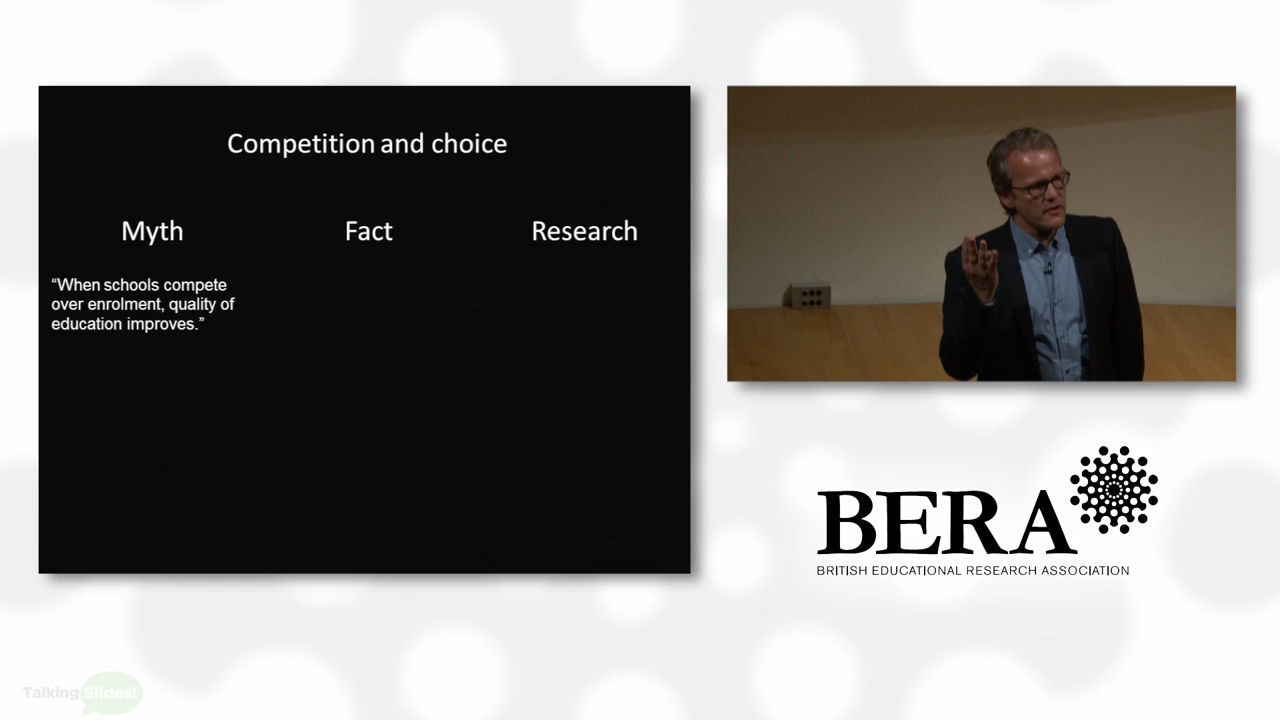 Competition and choice
Myth
Fact
Research
“When schools compete
over enrolment, quality of
education improves.”
BERA
BRITISH EDUCATIONAL RESEARCH ASSOCIATION
Talking Slides!